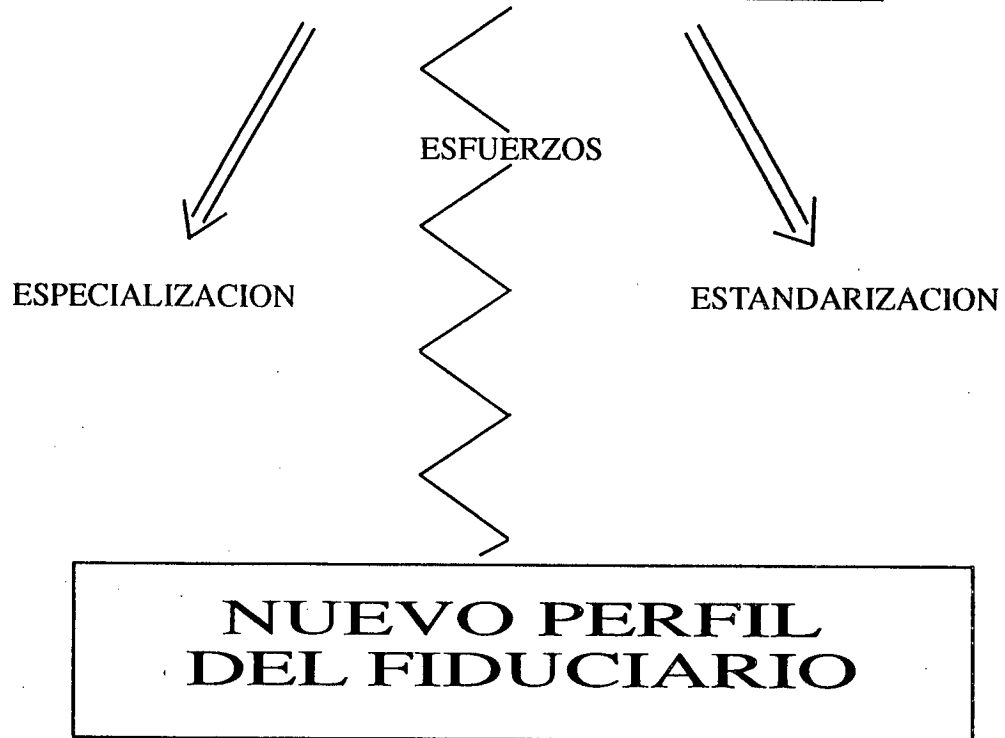 ESFUERZOS
ESPECIALIZACION
ESTANDARIZACION
NUEVO PERFIL
DEL FIDUCIARIO